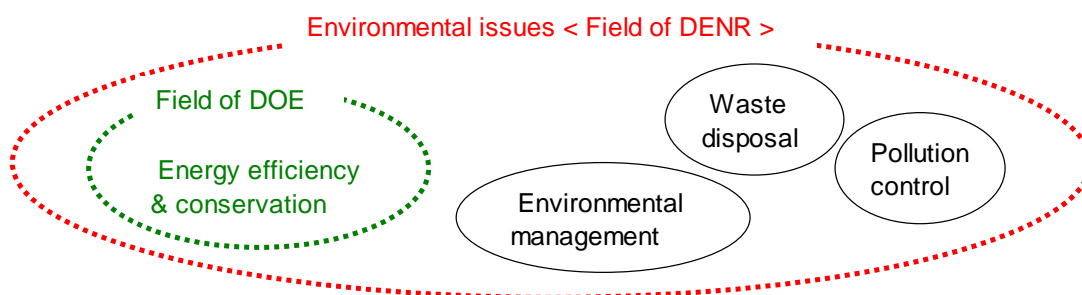 Environmental issues < Field of DENR >
Field of DOE
Energy efficiency
& conservation
Waste
disposal
Pollution
control
Environmental
management